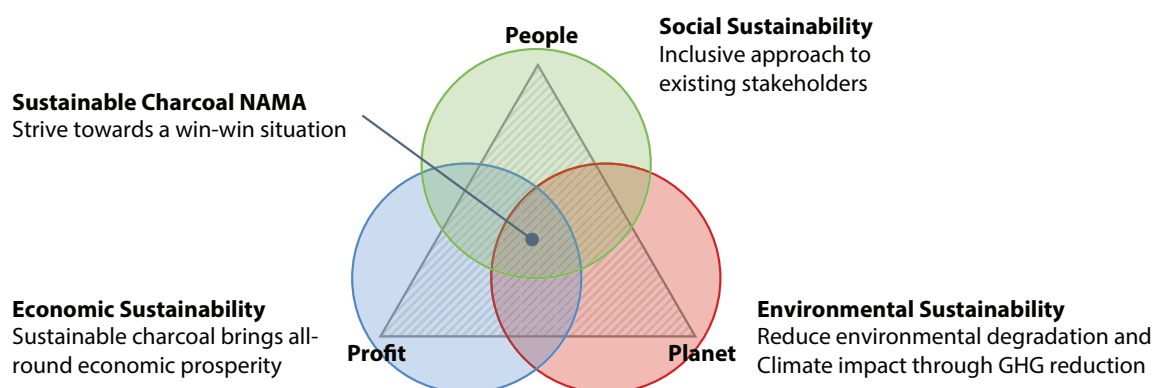 People
Social Sustainability
Inclusive approach to
existing stakeholders
Sustainable Charcoal NAMA
Strive towards a win-win situation
Economic Sustainability
Sustainable charcoal brings all-
round economic prosperity
Profit
Planet
Environmental Sustainability
Reduce environmental degradation and
Climate impact through GHG reduction